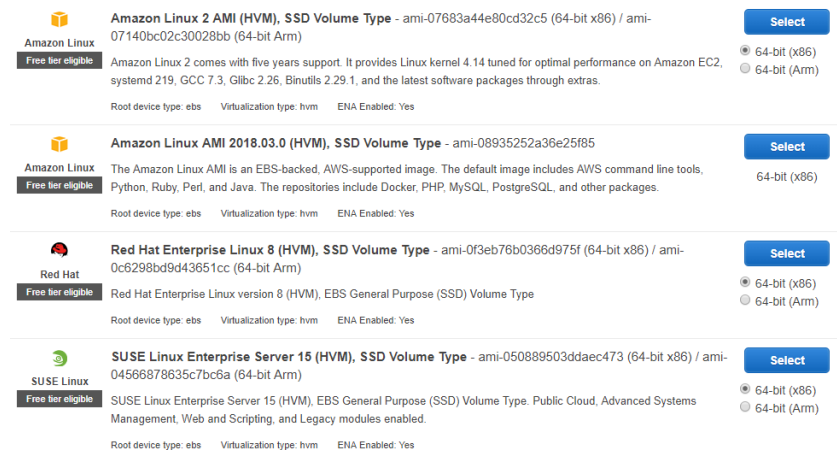 Amazon Linux 2 AMI (HVM), SSD Volume Type - ami-07683a44e80cd32c5 (64-bit x86) / ami-
07140bc02c30028bb (64-bit Arm)
Select
Amazon Linux
Free tier eligible
64-bit (x86)
64-bit (Arm)
Amazon Linux 2 comes with five years support. It provides Linux kernel 4.14 tuned for optimal performance on Amazon EC2,
systemd 219, GCC 7.3, Glibc 2.26, Binutils 2.29.1, and the latest software packages through extras.
Root device type: ebs Virtualization type: hvm ENA Enabled: Yes
Amazon Linux AMI 2018.03.0 (HVM), SSD Volume Type - ami-08935252a36e25f85
Select
Amazon Linux
Free tier eligible
64-bit (x86)
The Amazon Linux AMI is an EBS-backed, AWS-supported image. The default image includes AWS command line tools,
Python, Ruby, Perl, and Java. The repositories include Docker, PHP, MySQL, PostgreSQL, and other packages.
Root device type: ebs Virtualization type: hvm ENA Enabled: Yes
Red Hat Enterprise Linux 8 (HVM), SSD Volume Type - ami-0f3eb76b0366d975f (64-bit x86) / ami-
0c6298bd9d43651cc (64-bit Arm)
Select
Red Hat
Free tier eligible
64-bit (x86)
64-bit (Arm)
Red Hat Enterprise Linux version 8 (HVM), EBS General Purpose (SSD) Volume Type
Root device type: ebs Virtualization type: hvm ENA Enabled: Yes
SUSE Linux Enterprise Server 15 (HVM), SSD Volume Type - ami-050889503ddaec473 (64-bit x86) / ami-
04566878635c7bc6a (64-bit Arm)
Select
SUSE Linux
Free tier eligible
64-bit (x86)
64-bit (Arm)
SUSE Linux Enterprise Server 15 (HVM), EBS General Purpose (SSD) Volume Type. Public Cloud, Advanced Systems
Management, Web and Scripting, and Legacy modules enabled.
Root device type: ebs Virtualization type: hvm ENA Enabled: Yes